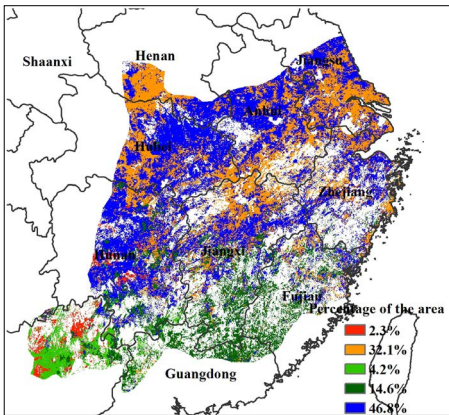 Henan
Shaanxi
Jiangsu
Anhui
Hubei
Zhejiang
Hunan
Jiangxi
Fujian
Guangdong
Percentage of the area
2.3%
32.1%
4.2%
14.6%
46.8%